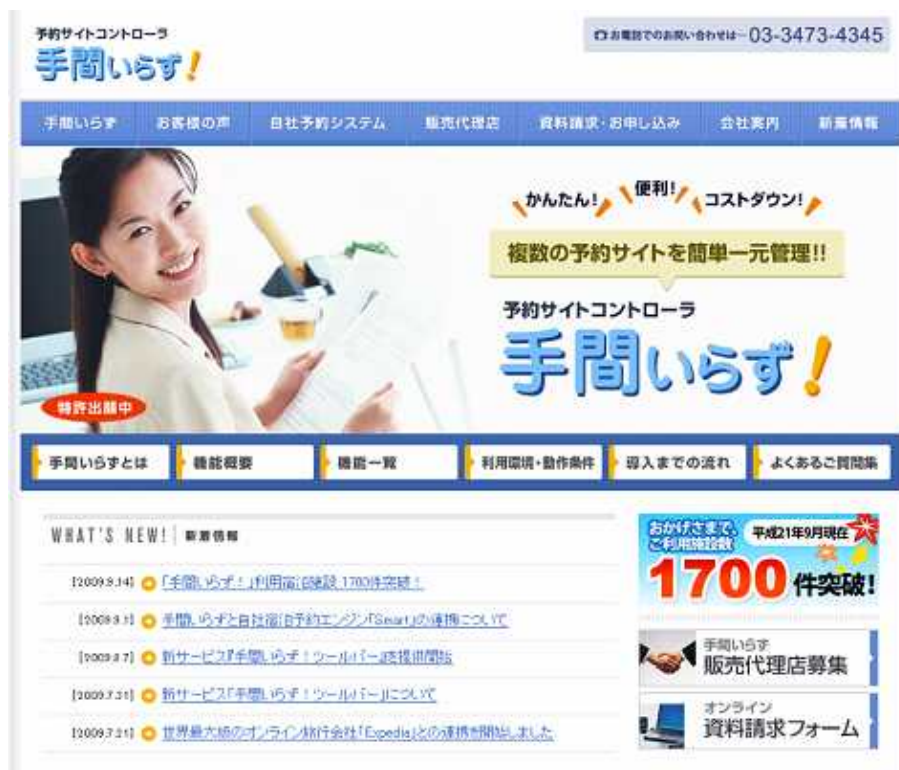 予約サイトコントローラ
手間いらず!
お電話でのお問い合わせは…03-3473-4345
手間いらず お客様の声 自社予約システム 販売代理店 資料請求・お申し込み 会社案内 新着情報
かんたん! 便利! コストダウン!
複数の予約サイトを簡単一元管理!!
予約サイトコントローラ
手間いらず!
特許出願中
手間いらずとは 機能概要 機能一覧 利用環境・動作条件 導入までの流れ よくあるご質問集
WHAT'S NEW! 新着情報
[2009.9.14] 「手間いらず!」利用宿泊施設 1700件突破!
手間いらずと自社宿泊予約エンジン「Smart」の連携について
新サービス『手間いらず!ツールバー』を提供開始
[2009.7.31] 新サービス「手間いらず!ツールバー」について
[2009.7.21] 世界最大級のオンライン旅行会社「Expedia」との連携を開始しました
おかげさまで、
ご利用施設数
平成21年9月現在
1700件突破!
手間いらず
販売代理店募集
オンライン
資料請求フォーム